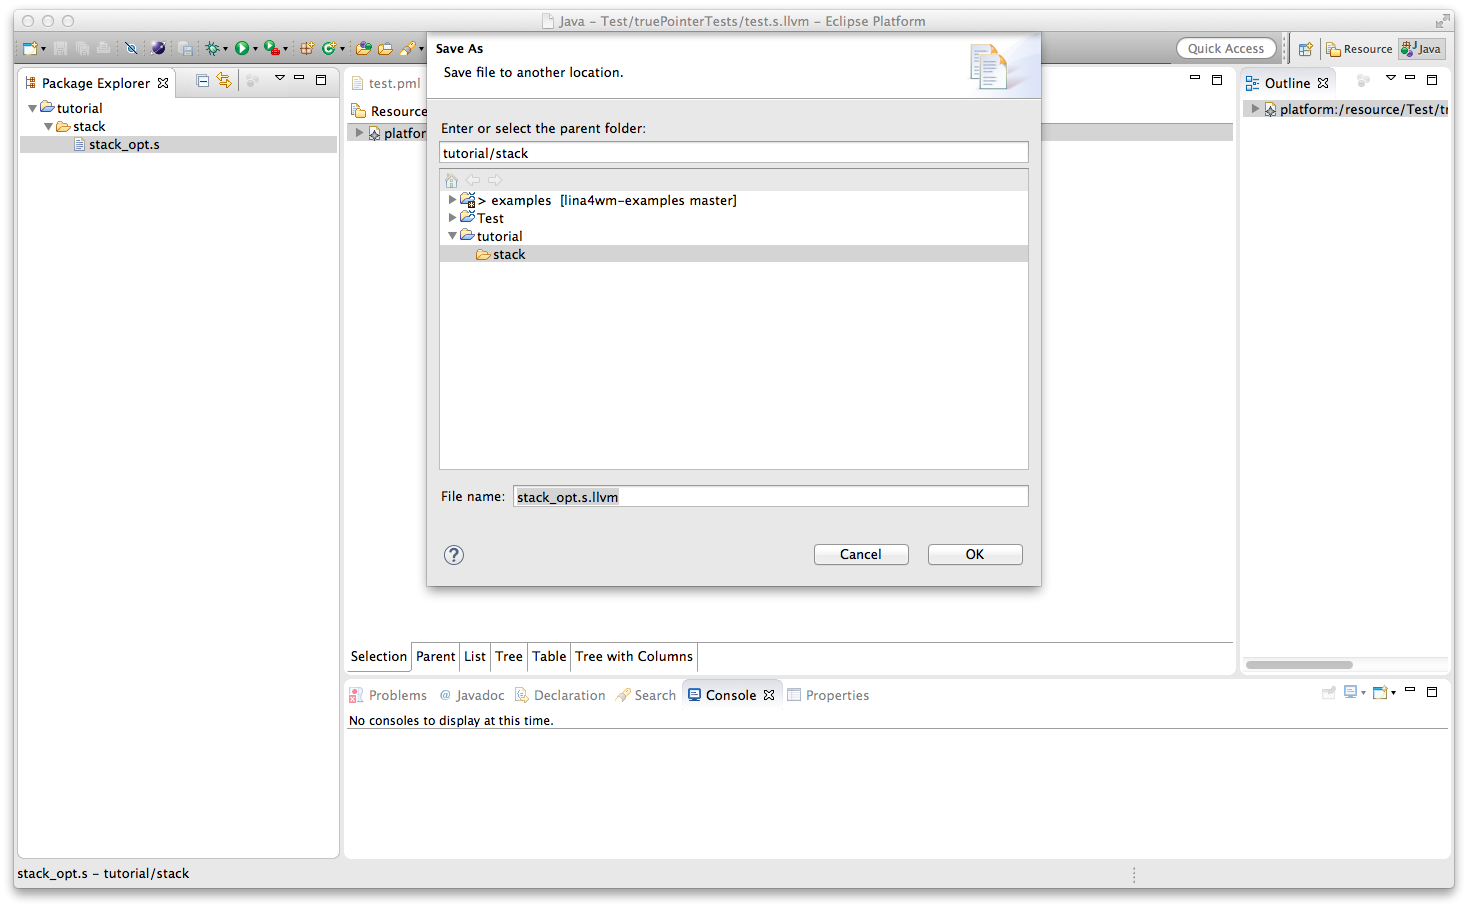 Java – Test/truePointerTests/test.s.llvm – Eclipse Platform
Quick Access
Resource
Java
Package Explorer
tutorial
stack
stack_opt.s
test.pml
Resource
platfor
Save As
Save file to another location.
Enter or select the parent folder:
tutorial/stack
> examples [lina4wm-examples master]
Test
tutorial
stack
File name: stack_opt.s.llvm
?
Cancel
OK
Outline
platform:/resource/Test/tr
Selection Parent List Tree Table Tree with Columns
Problems @ Javadoc Declaration Search Console Properties
No consoles to display at this time.
stack_opt.s – tutorial/stack